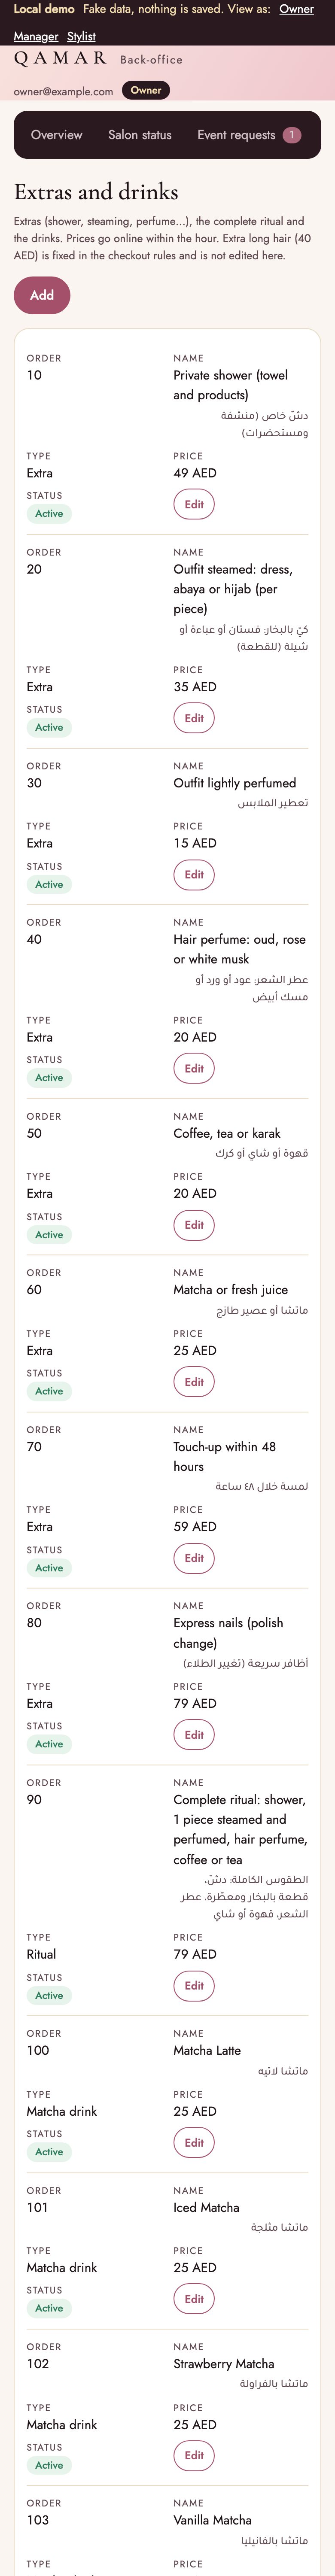 Local demo Fake data, nothing is saved. View as: Owner
Manager Stylist
QAMAR Back-office
owner@example.com Owner
Overview Salon status Event requests 1
Extras and drinks
Extras (shower, steaming, perfume...), the complete ritual and
the drinks. Prices go online within the hour. Extra long hair (40
AED) is fixed in the checkout rules and is not edited here.
Add
ORDER NAME
10 Private shower (towel
and products)
دشّ خاص (منشفة
ومستحضرات)
TYPE PRICE
Extra 49 AED
STATUS
Active Edit
ORDER NAME
20 Outfit steamed: dress,
abaya or hijab (per
piece)
كيّ بالبخار: فستان أو عباءة أو
شيلة (للقطعة)
TYPE PRICE
Extra 35 AED
STATUS
Active Edit
ORDER NAME
30 Outfit lightly perfumed
تعطير الملابس
TYPE PRICE
Extra 15 AED
STATUS
Active Edit
ORDER NAME
40 Hair perfume: oud, rose
or white musk
عطر الشعر: عود أو ورد أو
مسك أبيض
TYPE PRICE
Extra 20 AED
STATUS
Active Edit
ORDER NAME
50 Coffee, tea or karak
قهوة أو شاي أو كرك
TYPE PRICE
Extra 20 AED
STATUS
Active Edit
ORDER NAME
60 Matcha or fresh juice
ماتشا أو عصير طازج
TYPE PRICE
Extra 25 AED
STATUS
Active Edit
ORDER NAME
70 Touch-up within 48
hours
لمسة خلال ٤٨ ساعة
TYPE PRICE
Extra 59 AED
STATUS
Active Edit
ORDER NAME
80 Express nails (polish
change)
أظافر سريعة (تغيير الطلاء)
TYPE PRICE
Extra 79 AED
STATUS
Active Edit
ORDER NAME
90 Complete ritual: shower,
1 piece steamed and
perfumed, hair perfume,
coffee or tea
الطقوس الكاملة: دشّ،
قطعة بالبخار ومعطّرة، عطر
الشعر، قهوة أو شاي
TYPE PRICE
Ritual 79 AED
STATUS
Active Edit
ORDER NAME
100 Matcha Latte
ماتشا لاتيه
TYPE PRICE
Matcha drink 25 AED
STATUS
Active Edit
ORDER NAME
101 Iced Matcha
ماتشا مثلجة
TYPE PRICE
Matcha drink 25 AED
STATUS
Active Edit
ORDER NAME
102 Strawberry Matcha
ماتشا بالفراولة
TYPE PRICE
Matcha drink 25 AED
STATUS
Active Edit
ORDER NAME
103 Vanilla Matcha
ماتشا بالفانيليا
TYPE PRICE